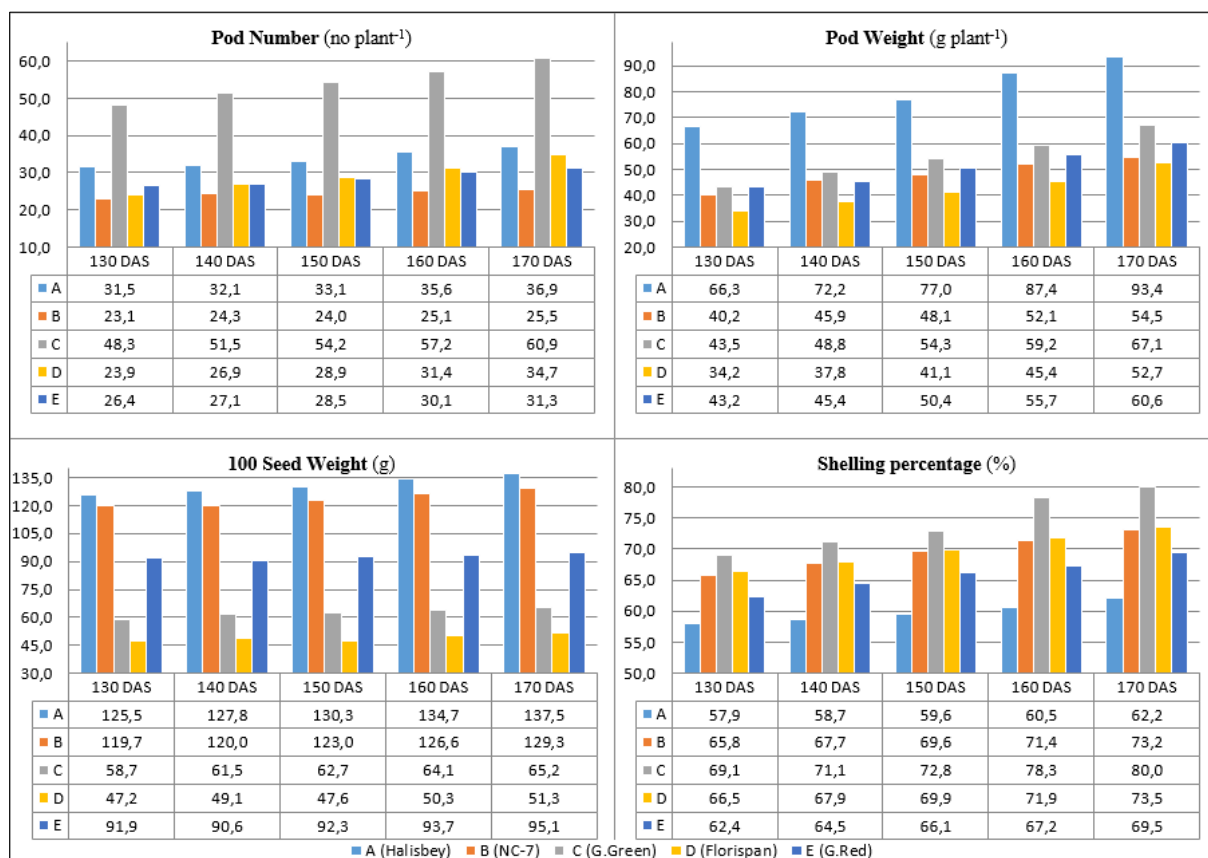 Pod Number (no plant⁻¹)
60,0
50,0
40,0
30,0
20,0
10,0
130 DAS 140 DAS 150 DAS 160 DAS 170 DAS
A 31,5 32,1 33,1 35,6 36,9
B 23,1 24,3 24,0 25,1 25,5
C 48,3 51,5 54,2 57,2 60,9
D 23,9 26,9 28,9 31,4 34,7
E 26,4 27,1 28,5 30,1 31,3
Pod Weight (g plant⁻¹)
90,0
80,0
70,0
60,0
50,0
40,0
30,0
20,0
130 DAS 140 DAS 150 DAS 160 DAS 170 DAS
A 66,3 72,2 77,0 87,4 93,4
B 40,2 45,9 48,1 52,1 54,5
C 43,5 48,8 54,3 59,2 67,1
D 34,2 37,8 41,1 45,4 52,7
E 43,2 45,4 50,4 55,7 60,6
100 Seed Weight (g)
135,0
120,0
105,0
90,0
75,0
60,0
45,0
30,0
130 DAS 140 DAS 150 DAS 160 DAS 170 DAS
A 125,5 127,8 130,3 134,7 137,5
B 119,7 120,0 123,0 126,6 129,3
C 58,7 61,5 62,7 64,1 65,2
D 47,2 49,1 47,6 50,3 51,3
E 91,9 90,6 92,3 93,7 95,1
Shelling percentage (%)
80,0
75,0
70,0
65,0
60,0
55,0
50,0
130 DAS 140 DAS 150 DAS 160 DAS 170 DAS
A 57,9 58,7 59,6 60,5 62,2
B 65,8 67,7 69,6 71,4 73,2
C 69,1 71,1 72,8 78,3 80,0
D 66,5 67,9 69,9 71,9 73,5
E 62,4 64,5 66,1 67,2 69,5
A (Halisbey) B (NC-7) C (G.Green) D (Florispan) E (G.Red)